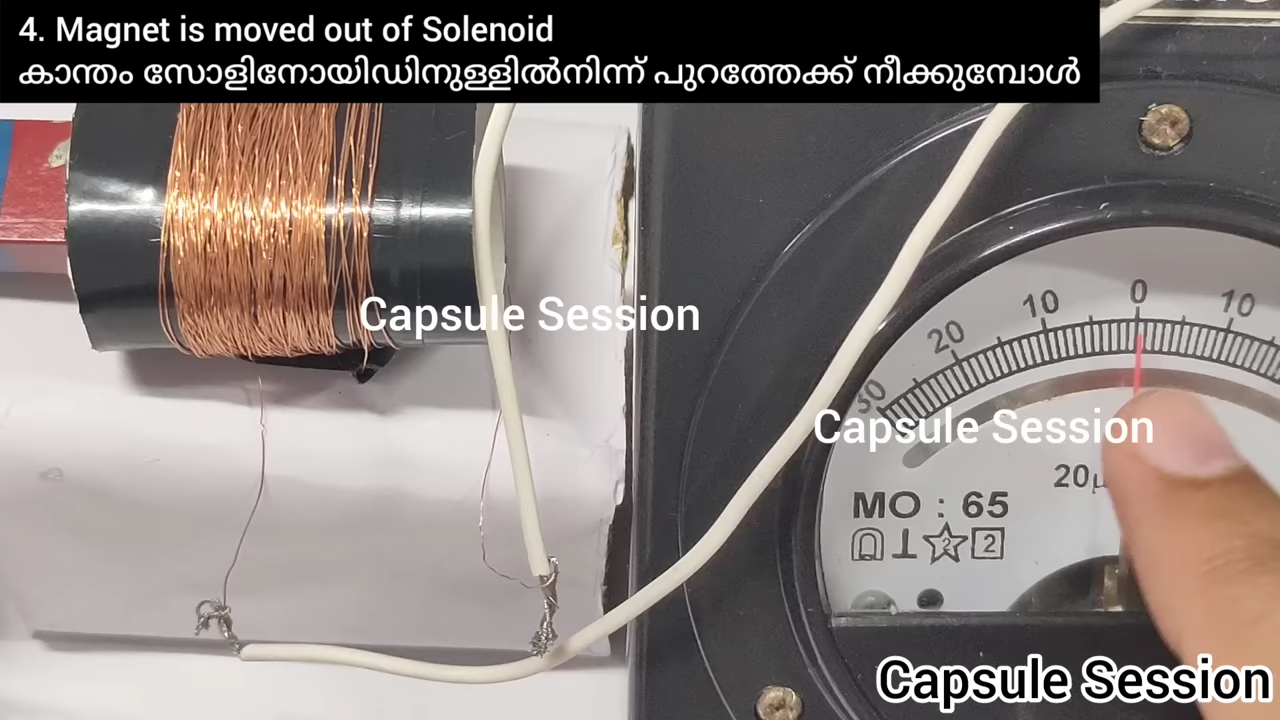 4. Magnet is moved out of Solenoid
കാന്തം സോളിനോയിഡിനുള്ളിൽനിന്ന് പുറത്തേക്ക് നീക്കുമ്പോൾ
10 0 10
20
30
Capsule Session
Capsule Session
20μ
MO : 65
2 2
Capsule Session